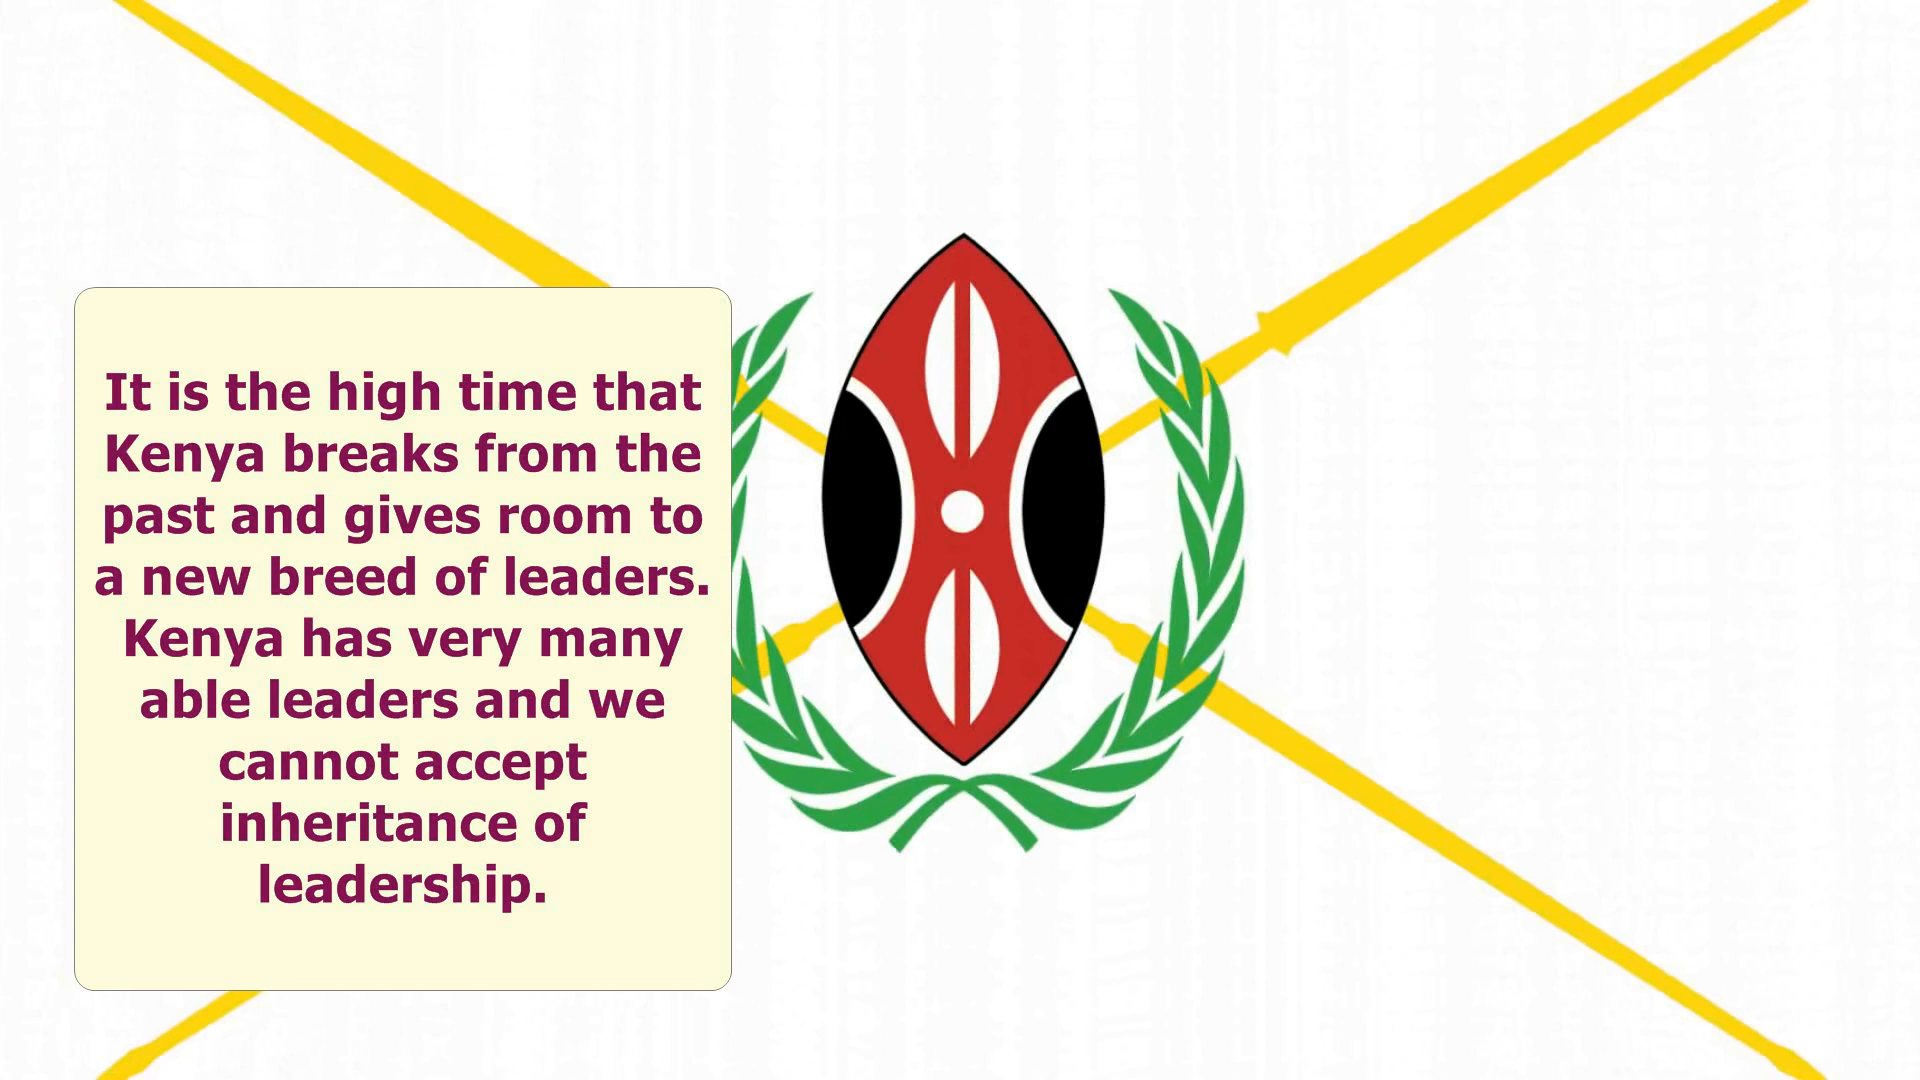 It is the high time that
Kenya breaks from the
past and gives room to
a new breed of leaders.
Kenya has very many
able leaders and we
cannot accept
inheritance of
leadership.